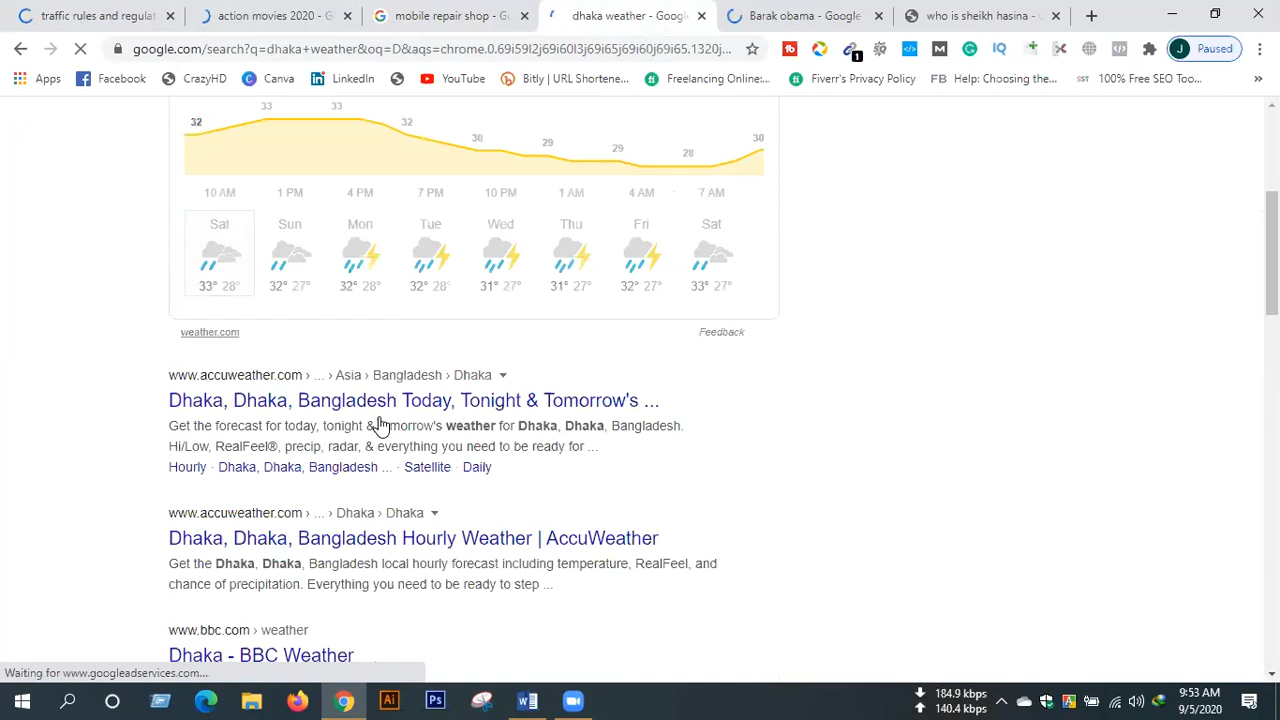 traffic rules and regulat
action movies 2020 - G
mobile repair shop - Goo
dhaka weather - Google
Barak obama - Google
who is sheikh hasina - G
google.com/search?q=dhaka+weather&oq=D&aqs=chrome.0.69i59l2j69i60l3j69i65j69i60j69i65.1320j...
1
M
IQ
J Paused
Apps
Facebook
CrazyHD
Canva
LinkedIn
YouTube
Bitly | URL Shortene...
Freelancing Online:...
Fiverr's Privacy Policy
FB Help: Choosing the...
SST 100% Free SEO Too...
32 33 33 32 30 29 29 28 30
10 AM 1 PM 4 PM 7 PM 10 PM 1 AM 4 AM 7 AM
Sat Sun Mon Tue Wed Thu Fri Sat
33° 28° 32° 27° 32° 28° 32° 28° 31° 27° 31° 27° 32° 27° 33° 27°
weather.com
Feedback
www.accuweather.com › ... › Asia › Bangladesh › Dhaka
Dhaka, Dhaka, Bangladesh Today, Tonight & Tomorrow's ...
Get the forecast for today, tonight & tomorrow's weather for Dhaka, Dhaka, Bangladesh.
Hi/Low, RealFeel®, precip, radar, & everything you need to be ready for ...
Hourly · Dhaka, Dhaka, Bangladesh ... · Satellite · Daily
www.accuweather.com › ... › Dhaka › Dhaka
Dhaka, Dhaka, Bangladesh Hourly Weather | AccuWeather
Get the Dhaka, Dhaka, Bangladesh local hourly forecast including temperature, RealFeel, and
chance of precipitation. Everything you need to be ready to step ...
www.bbc.com › weather
Dhaka - BBC Weather
Waiting for www.googleadservices.com...
Ai
Ps
184.9 kbps
140.4 kbps
9:53 AM
9/5/2020